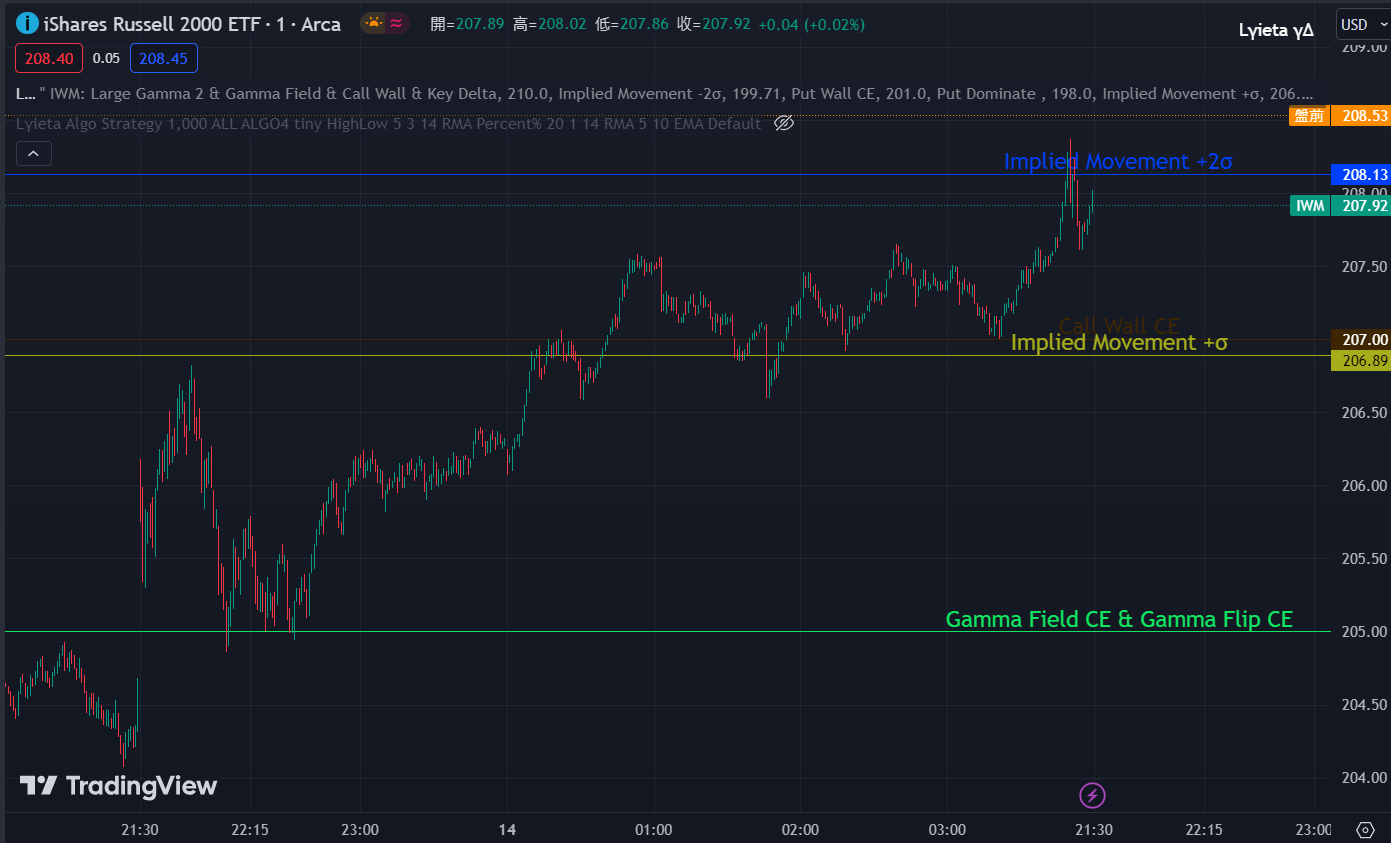 iShares Russell 2000 ETF · 1 · Arca 開=207.89 高=208.02 低=207.86 收=207.92 +0.04 (+0.02%)
Lyieta γΔ
USD
209.00
208.40 0.05 208.45
L... " IWM: Large Gamma 2 & Gamma Field & Call Wall & Key Delta, 210.0, Implied Movement -2σ, 199.71, Put Wall CE, 201.0, Put Dominate , 198.0, Implied Movement +σ, 206....
盤前 208.53
Lyieta Algo Strategy 1,000 ALL ALGO4 tiny HighLow 5 3 14 RMA Percent% 20 1 14 RMA 5 10 EMA Default
Implied Movement +2σ
208.13
208.00
IWM 207.92
207.50
Call Wall CE
207.00
Implied Movement +σ
206.89
206.50
206.00
205.50
Gamma Field CE & Gamma Flip CE
205.00
204.50
204.00
TradingView
21:30 22:15 23:00 14 01:00 02:00 03:00 21:30 22:15 23:00